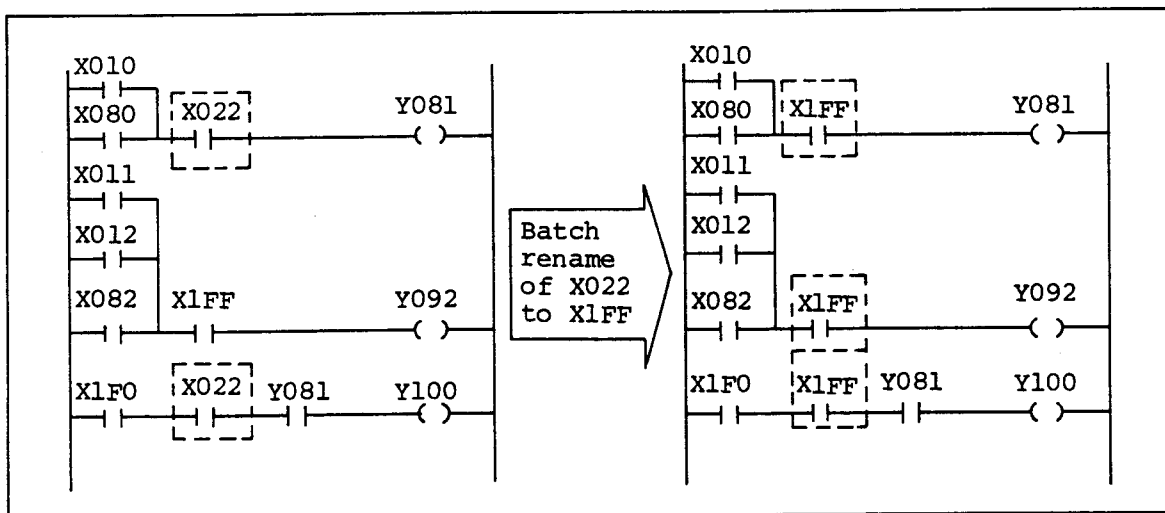 X010
X080 X022 Y081
X011
X012
X082 X1FF Y092
X1F0 X022 Y081 Y100
Batch
rename
of X022
to X1FF
X010
X080 X1FF Y081
X011
X012
X082 X1FF Y092
X1F0 X1FF Y081 Y100